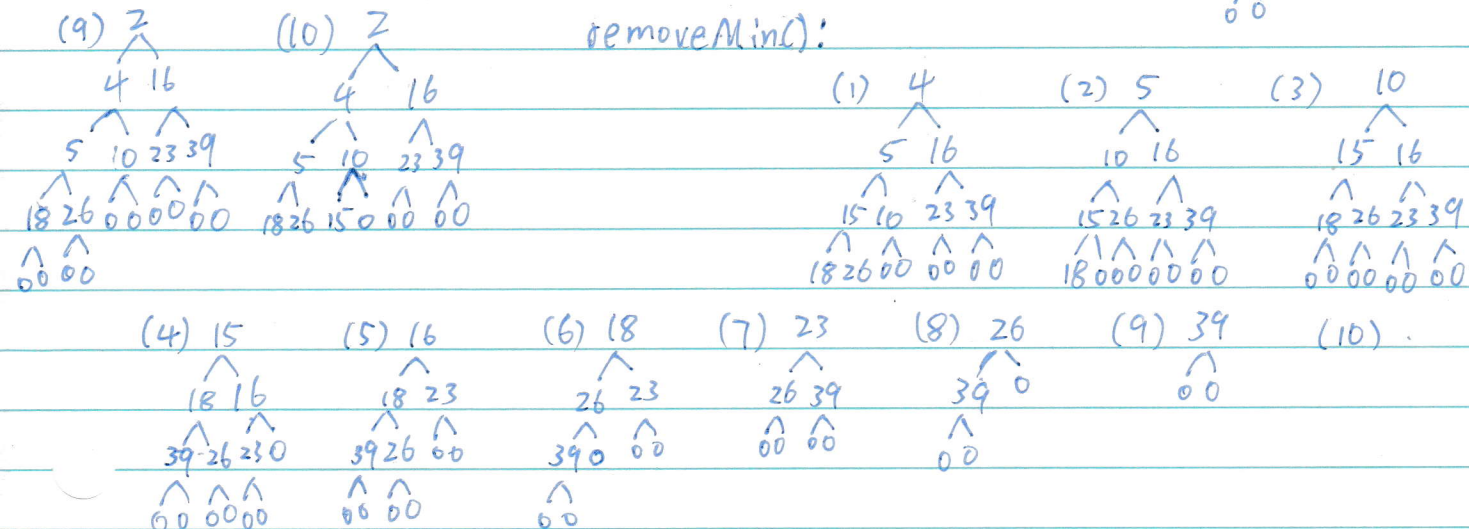 0 0
(9) 2 (10) 2 removeMin():
4 16 4 16 (1) 4 (2) 5 (3) 10
5 10 23 39 5 10 23 39 5 16 10 16 15 16
18 26 0 0 0 0 0 0 18 26 15 0 0 0 0 0 15 10 23 39 15 26 23 39 18 26 23 39
0 0 0 0 18 26 0 0 0 0 0 0 18 0 0 0 0 0 0 0 0 0 0 0 0 0 0 0
(4) 15 (5) 16 (6) 18 (7) 23 (8) 26 (9) 39 (10) .
18 16 18 23 26 23 26 39 39 0 0 0
39 26 23 0 39 26 0 0 39 0 0 0 0 0 0 0 0 0
0 0 0 0 0 0 0 0 0 0 0 0